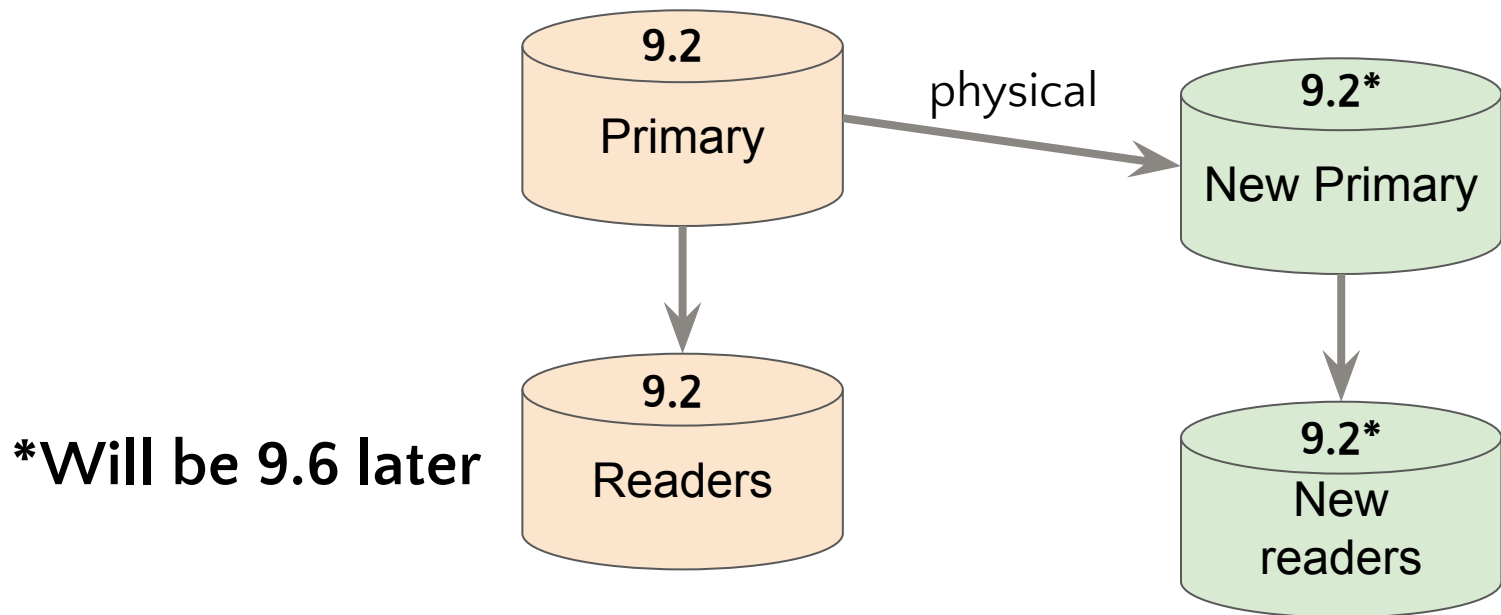 9.2
Primary
physical
9.2*
New Primary
9.2
Readers
*Will be 9.6 later
9.2*
New
readers